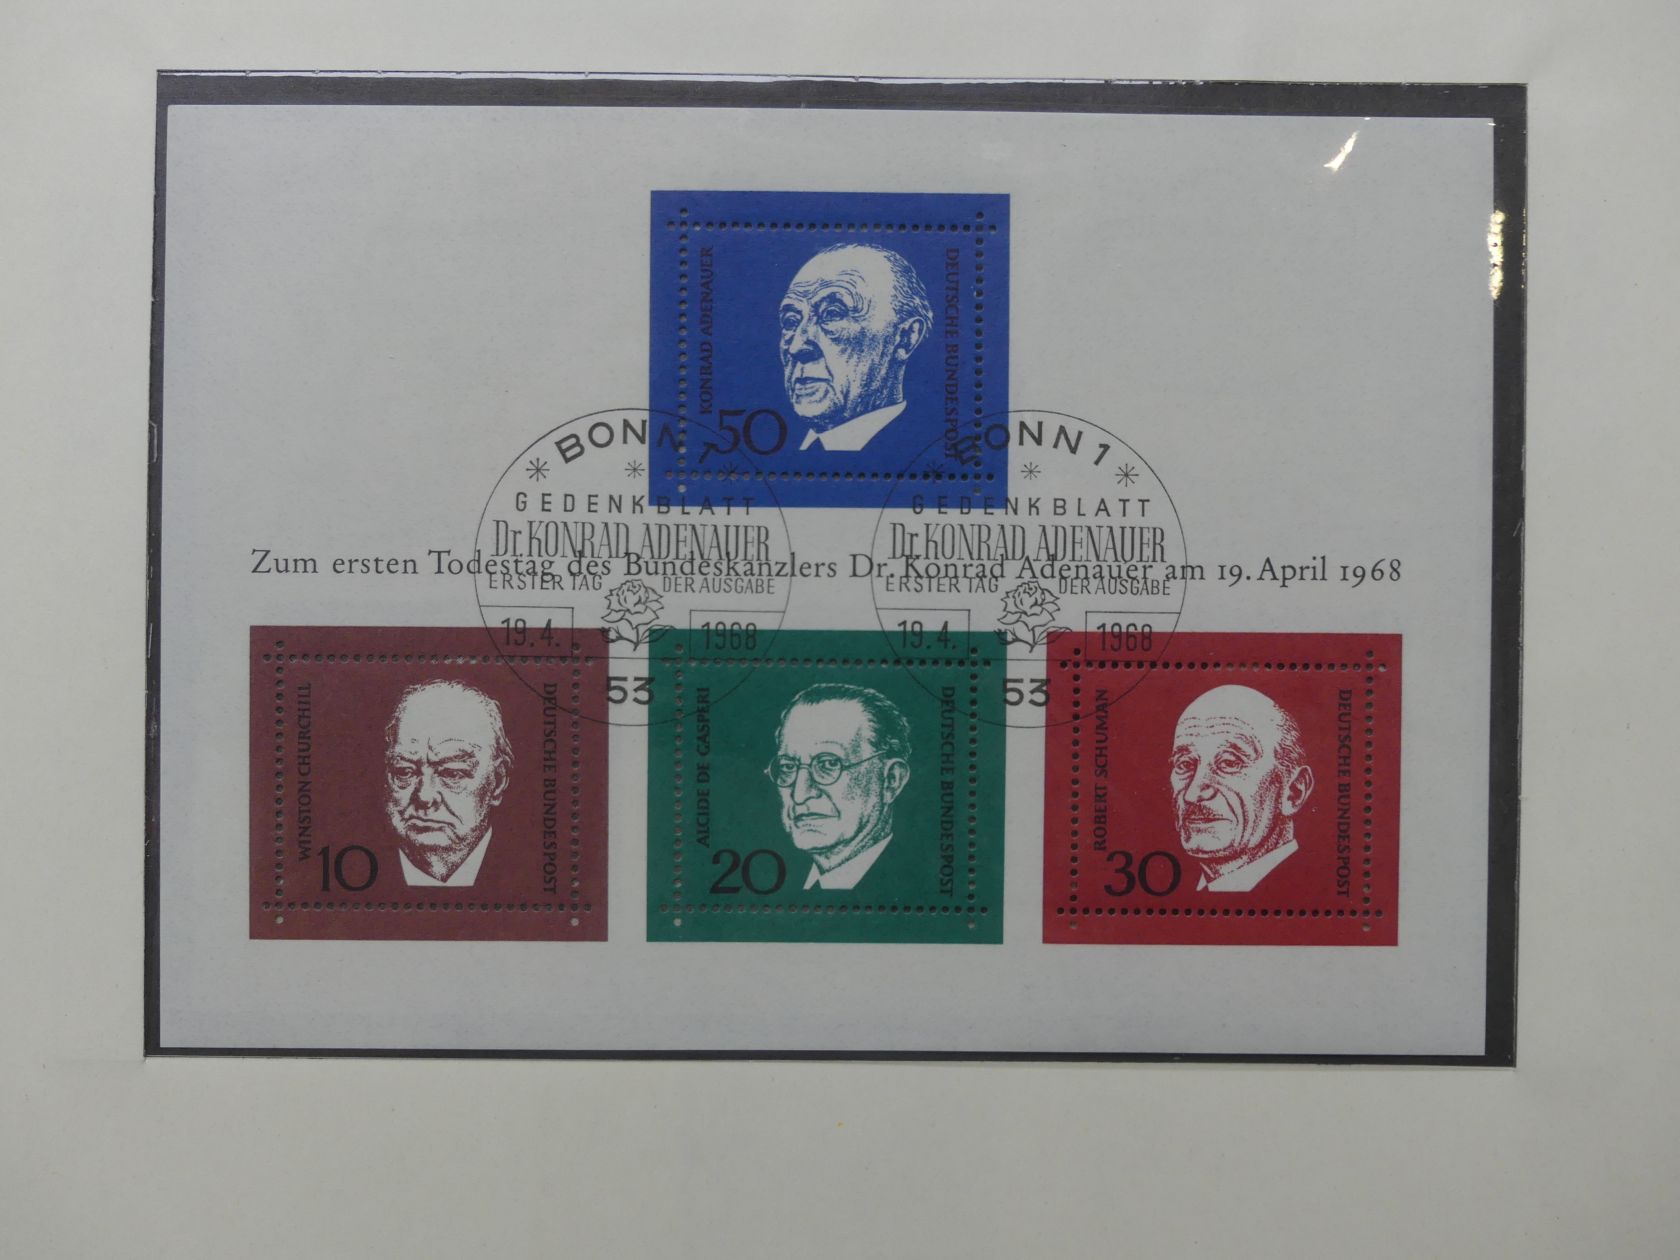 KONRAD ADENAUER
DEUTSCHE BUNDESPOST
50
BONN 1
GEDENKBLATT
Dr. KONRAD ADENAUER
ERSTER TAG DER AUSGABE
19.4. 1968
53
BONN 1
GEDENKBLATT
Dr. KONRAD ADENAUER
ERSTER TAG DER AUSGABE
19.4. 1968
53
Zum ersten Todestag des Bundeskanzlers Dr. Konrad Adenauer am 19. April 1968
WINSTON CHURCHILL
DEUTSCHE BUNDESPOST
10
ALCIDE DE GASPERI
DEUTSCHE BUNDESPOST
20
ROBERT SCHUMAN
DEUTSCHE BUNDESPOST
30